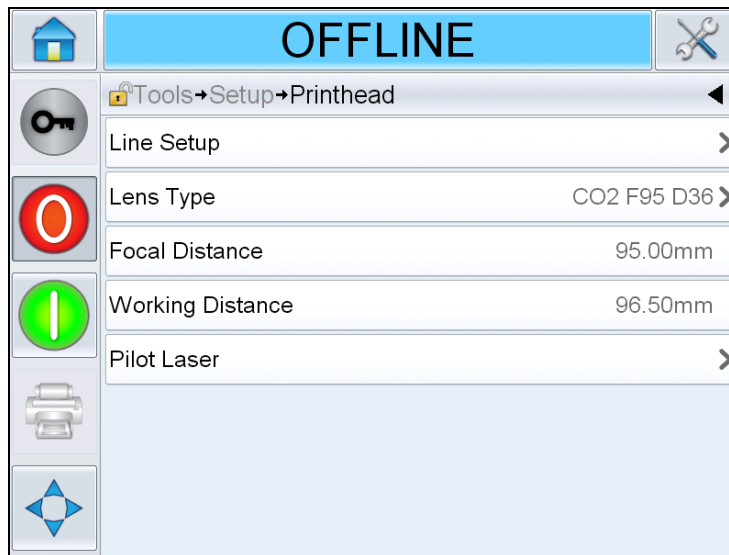 OFFLINE
Tools→Setup→Printhead
Line Setup
Lens Type CO2 F95 D36
Focal Distance 95.00mm
Working Distance 96.50mm
Pilot Laser